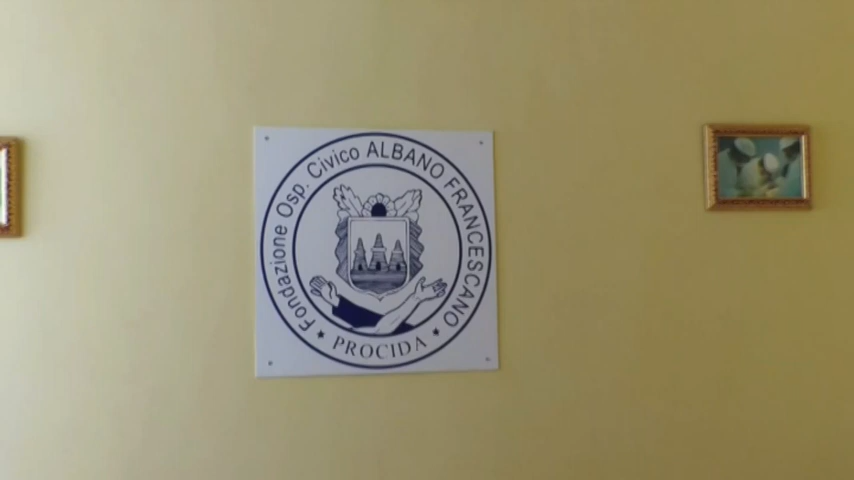 Fondazione Osp. Civico ALBANO FRANCESCANO
★ PROCIDA ★